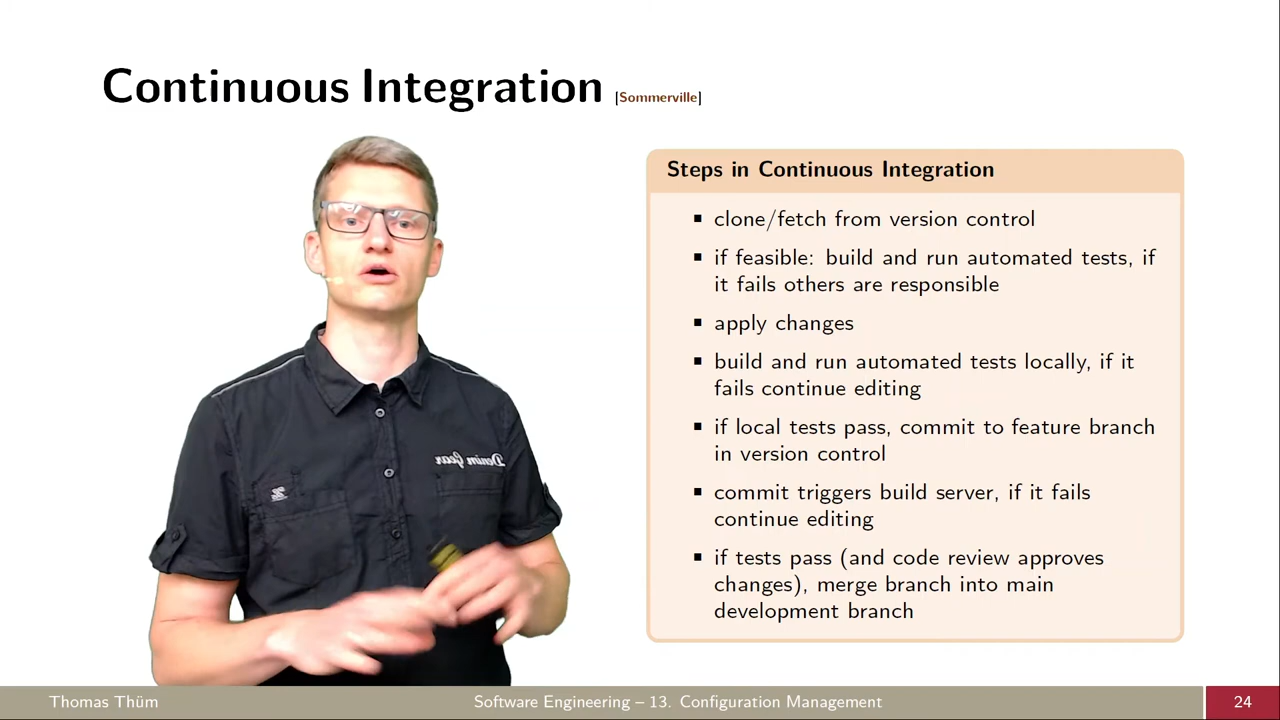 Continuous Integration [Sommerville]
Steps in Continuous Integration
▪ clone/fetch from version control
▪ if feasible: build and run automated tests, if
it fails others are responsible
▪ apply changes
▪ build and run automated tests locally, if it
fails continue editing
▪ if local tests pass, commit to feature branch
in version control
▪ commit triggers build server, if it fails
continue editing
▪ if tests pass (and code review approves
changes), merge branch into main
development branch
Denim Gear
Thomas Thüm
Software Engineering – 13. Configuration Management
24